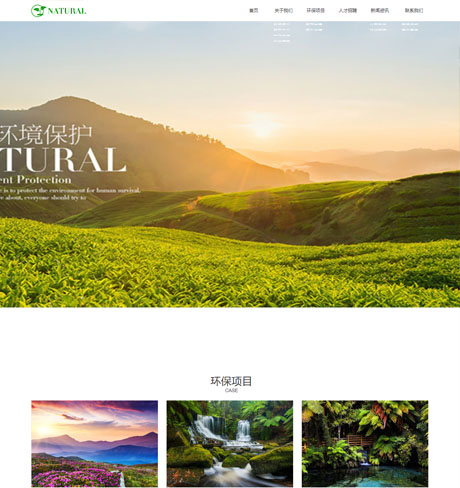 NATURAL
首页 关于我们 环保项目 人才招聘 新闻资讯 联系我们
环境保护
TURAL
ent Protection
e is to protect the environment for human survival,
w about, everyone should try to
环保项目
CASE